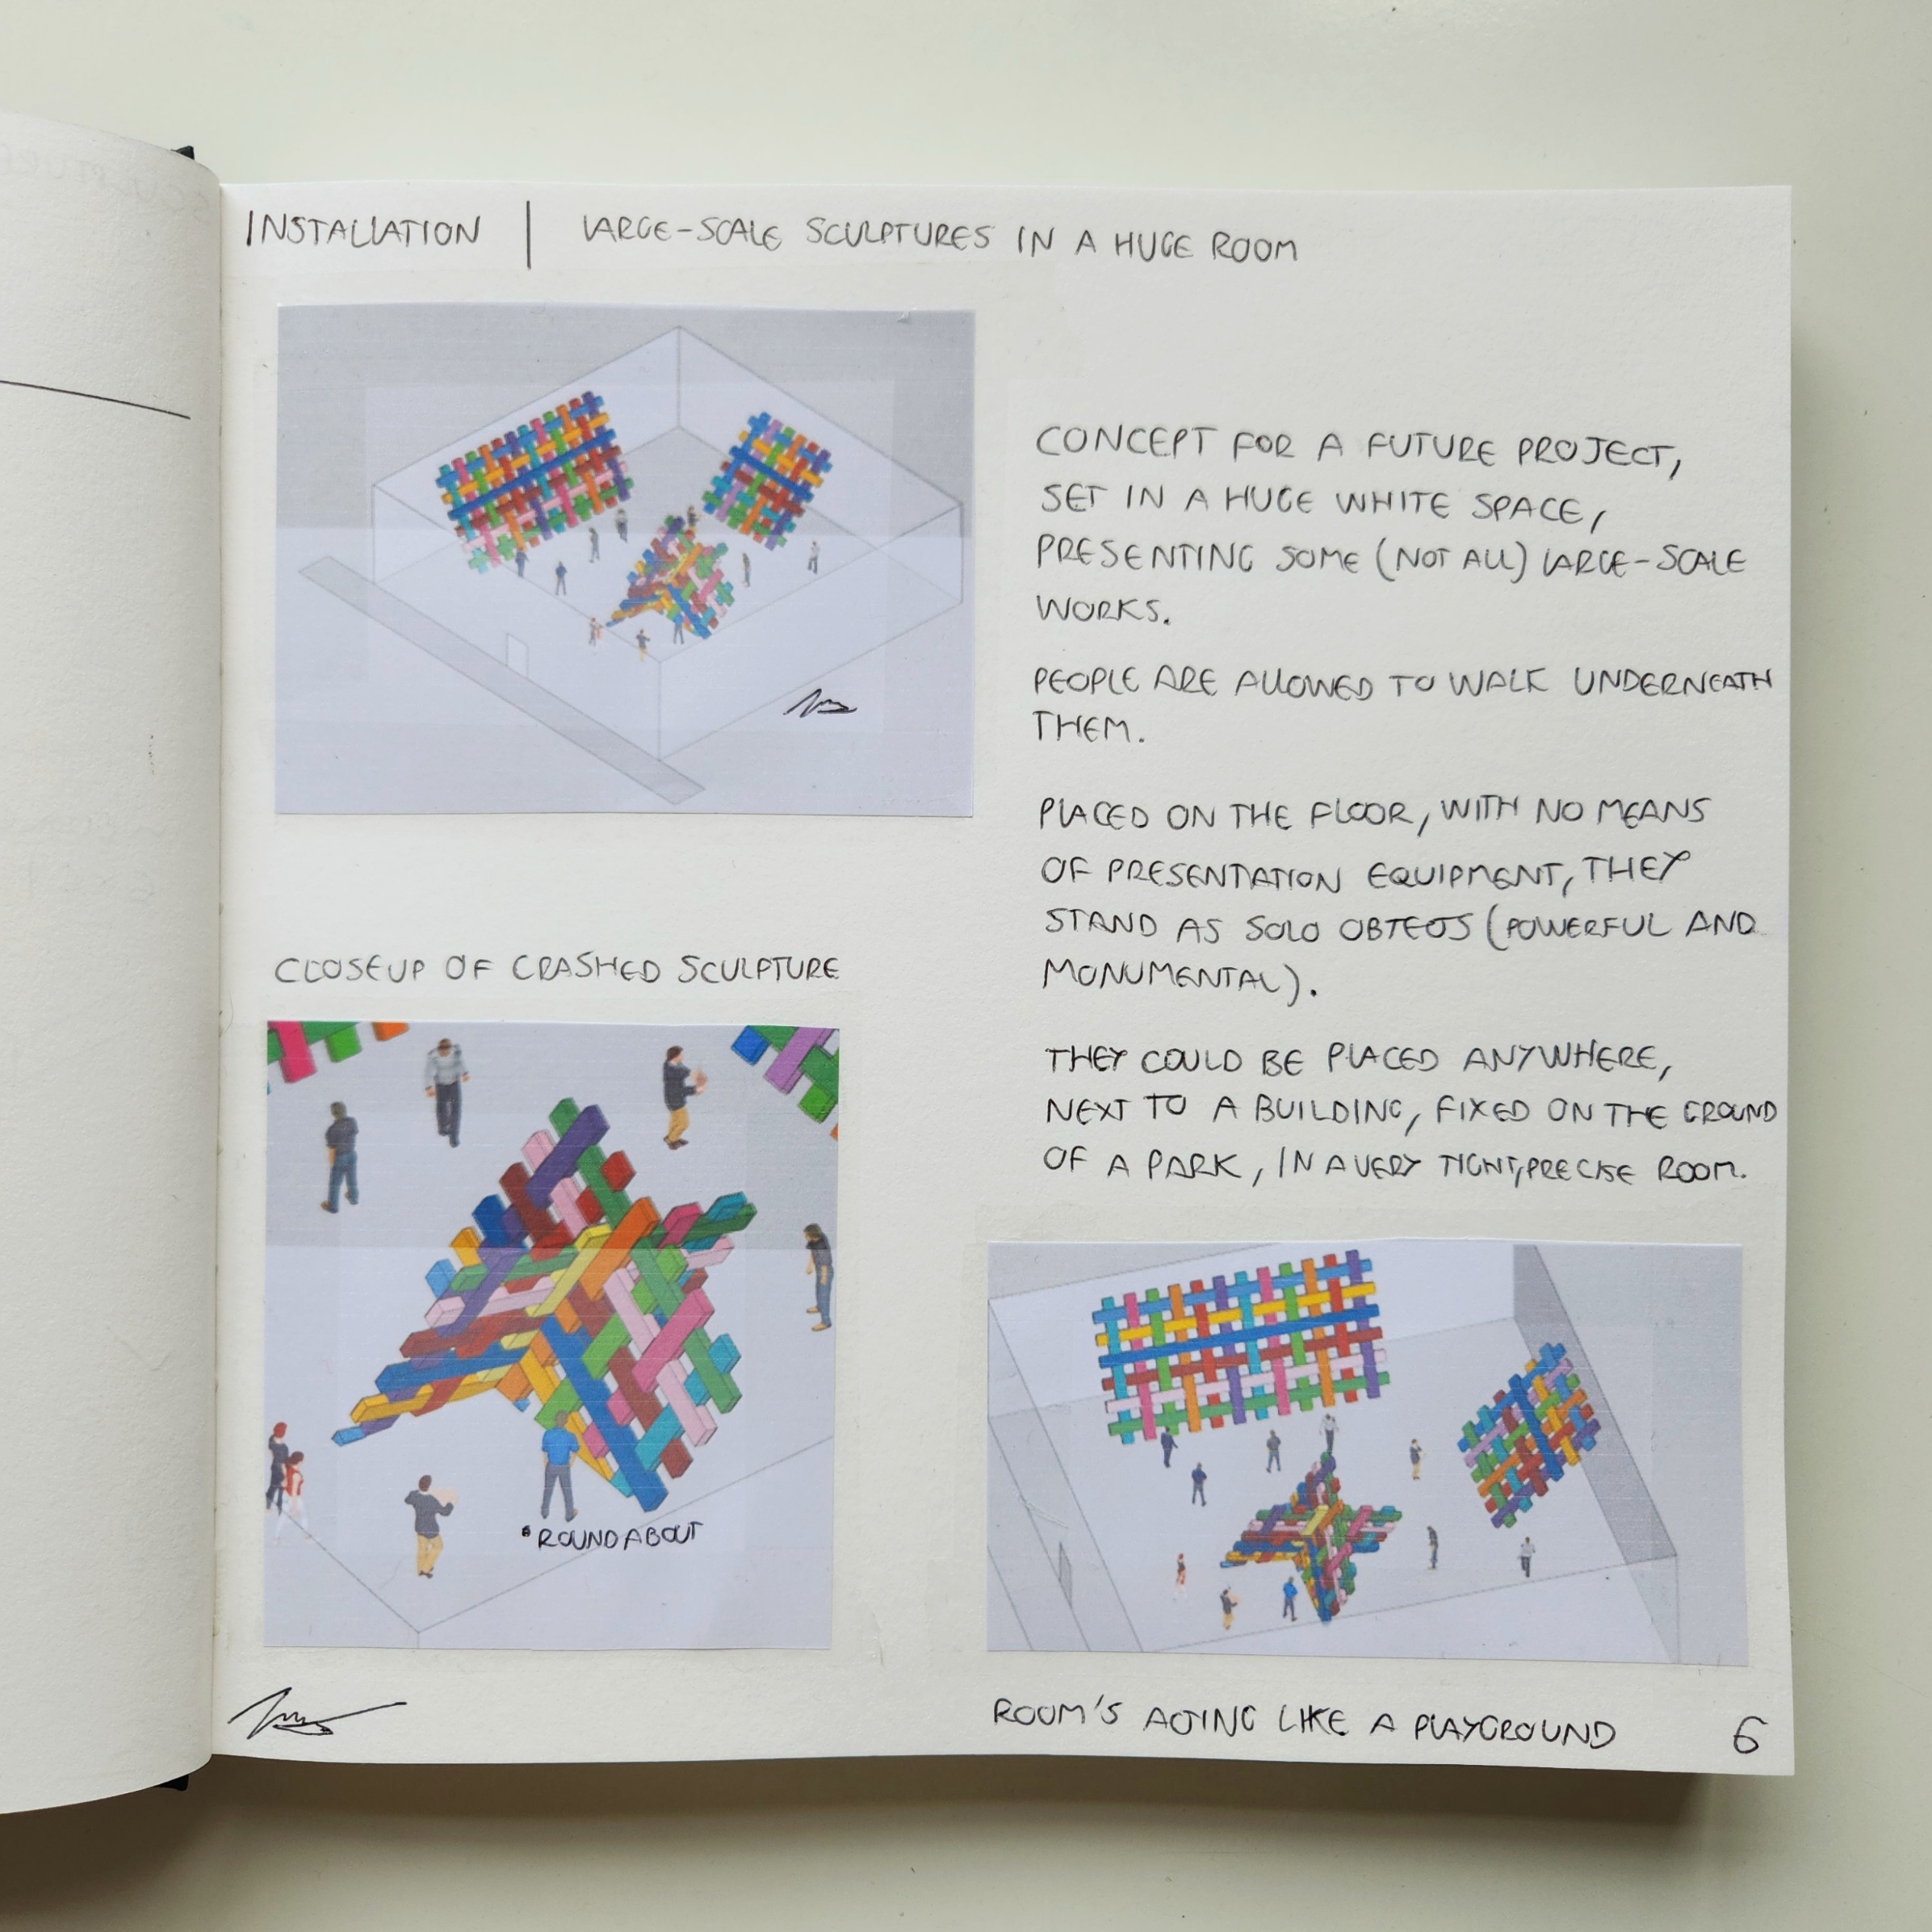 INSTALLATION | LARGE-SCALE SCULPTURES IN A HUGE ROOM
CONCEPT FOR A FUTURE PROJECT,
SET IN A HUGE WHITE SPACE,
PRESENTING SOME (NOT ALL) LARGE-SCALE
WORKS.
PEOPLE ARE ALLOWED TO WALK UNDERNEATH
THEM.
PLACED ON THE FLOOR, WITH NO MEANS
OF PRESENTATION EQUIPMENT, THEY
STAND AS SOLO OBJECTS (POWERFUL AND
MONUMENTAL).
THEY COULD BE PLACED ANYWHERE,
NEXT TO A BUILDING, FIXED ON THE GROUND
OF A PARK, IN A VERY TIGHT, PRECISE ROOM.
CLOSEUP OF CRASHED SCULPTURE
*ROUNDABOUT
ROOM'S ACTING LIKE A PLAYGROUND
6